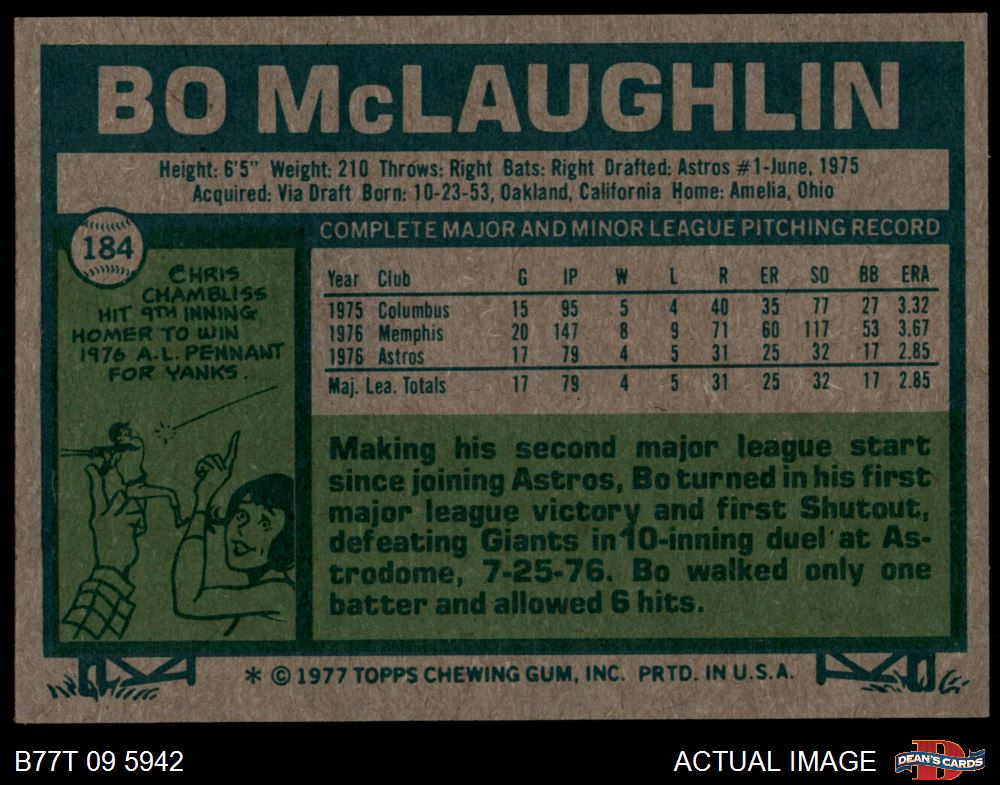 BO McLAUGHLIN
Height: 6'5" Weight: 210 Throws: Right Bats: Right Drafted: Astros #1-June, 1975
Acquired: Via Draft Born: 10-23-53, Oakland, California Home: Amelia, Ohio
184
CHRIS
CHAMBLISS
HIT 9TH INNING
HOMER TO WIN
1976 A.L. PENNANT
FOR YANKS.
COMPLETE MAJOR AND MINOR LEAGUE PITCHING RECORD
Year Club G IP W L R ER SO BB ERA
1975 Columbus 15 95 5 4 40 35 77 27 3.32
1976 Memphis 20 147 8 9 71 60 117 53 3.67
1976 Astros 17 79 4 5 31 25 32 17 2.85
Maj. Lea. Totals 17 79 4 5 31 25 32 17 2.85
Making his second major league start
since joining Astros, Bo turned in his first
major league victory and first Shutout,
defeating Giants in 10-inning duel at As-
trodome, 7-25-76. Bo walked only one
batter and allowed 6 hits.
* © 1977 TOPPS CHEWING GUM, INC. PRTD. IN U.S.A.
B77T 09 5942
ACTUAL IMAGE
D
DEAN'S CARDS